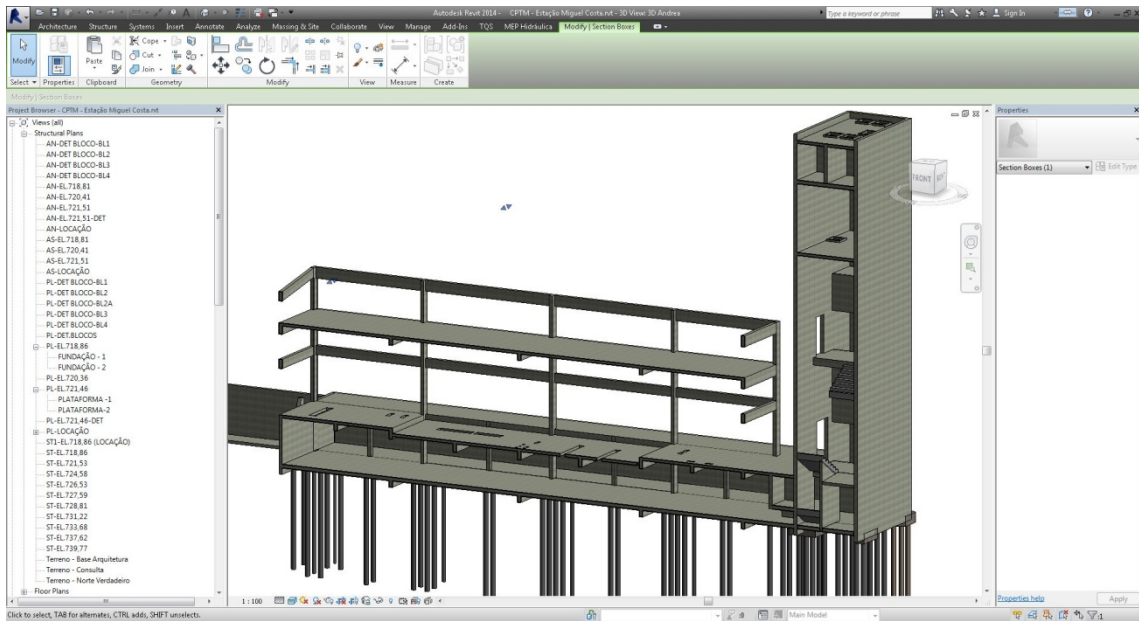 Autodesk Revit 2014 - CPTM - Estação Miguel Costa.rvt - 3D View: 3D Andrea
Type a keyword or phrase
Sign In
Architecture Structure Systems Insert Annotate Analyze Massing & Site Collaborate View Manage Add-Ins TQS MEP Hidráulica Modify | Section Boxes
Modify
Paste
Cope
Cut
Join
Select Properties Clipboard Geometry Modify View Measure Create
Modify | Section Boxes
Project Browser - CPTM - Estação Miguel Costa.rvt
Views (all)
Structural Plans
AN-DET BLOCO-BL1
AN-DET BLOCO-BL2
AN-DET BLOCO-BL3
AN-DET BLOCO-BL4
AN-EL.718,81
AN-EL.720,41
AN-EL.721,51
AN-EL.721,51-DET
AN-LOCAÇÃO
AS-EL.718,81
AS-EL.720,41
AS-EL.721,51
AS-LOCAÇÃO
PL-DET BLOCO-BL1
PL-DET BLOCO-BL2
PL-DET BLOCO-BL2A
PL-DET BLOCO-BL3
PL-DET BLOCO-BL4
PL-DET.BLOCOS
PL-EL.718,86
FUNDAÇÃO - 1
FUNDAÇÃO - 2
PL-EL.720,36
PL-EL.721,46
PLATAFORMA -1
PLATAFORMA-2
PL-EL.721,46-DET
PL-LOCAÇÃO
ST1-EL.718,86 (LOCAÇÃO)
ST-EL.718,86
ST-EL.721,53
ST-EL.724,58
ST-EL.726,53
ST-EL.727,59
ST-EL.728,81
ST-EL.731,22
ST-EL.733,68
ST-EL.737,62
ST-EL.739,77
Terreno - Base Arquitetura
Terreno - Consulta
Terreno - Norte Verdadeiro
Floor Plans
FRONT
Properties
Section Boxes (1)
Edit Type
Properties help
Apply
1 : 100
Click to select, TAB for alternates, CTRL adds, SHIFT unselects.
:0
Main Model
:1